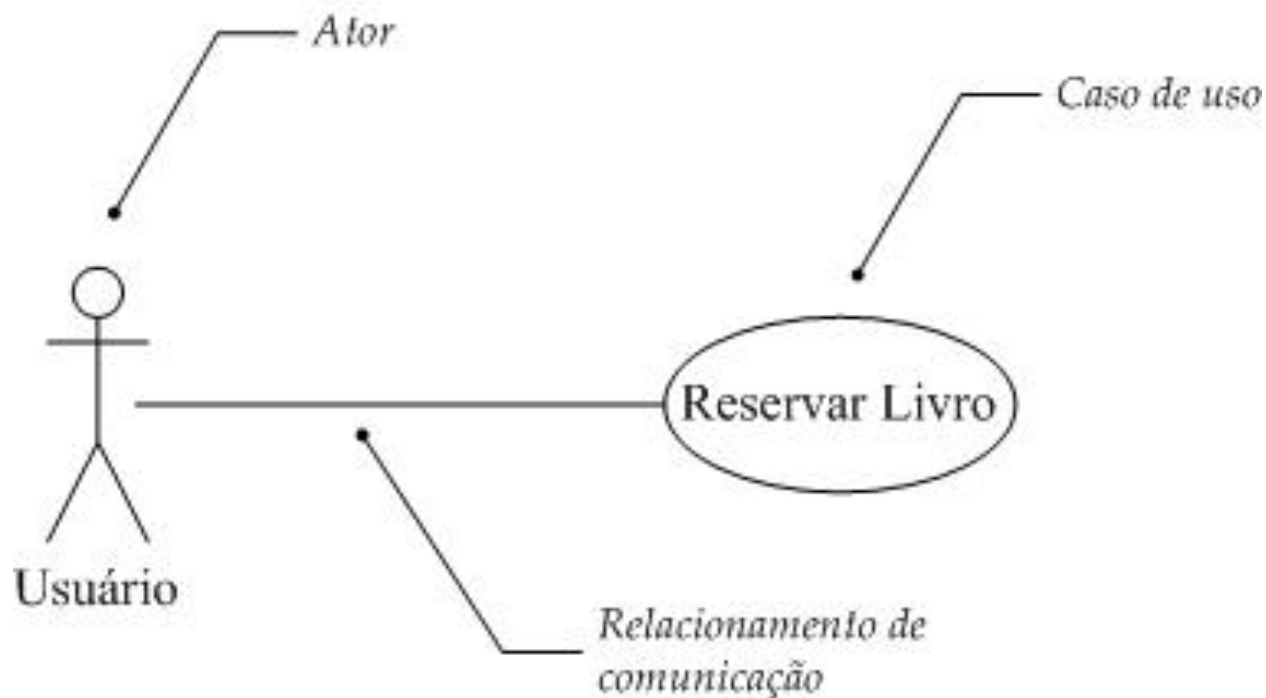 Ator
Caso de uso
Reservar Livro
Usuário
Relacionamento de
comunicação